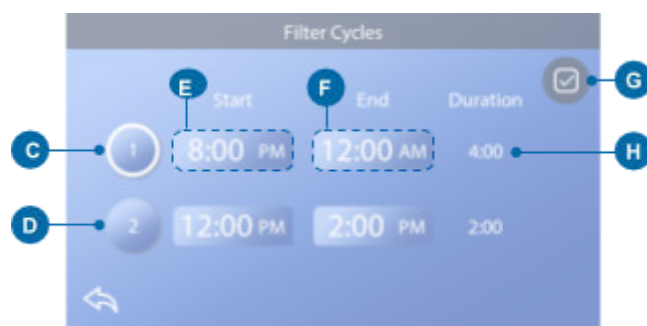 Filter Cycles
E F G
Start End Duration
C 1 8:00 PM 12:00 AM 4:00 H
D 2 12:00 PM 2:00 PM 2:00